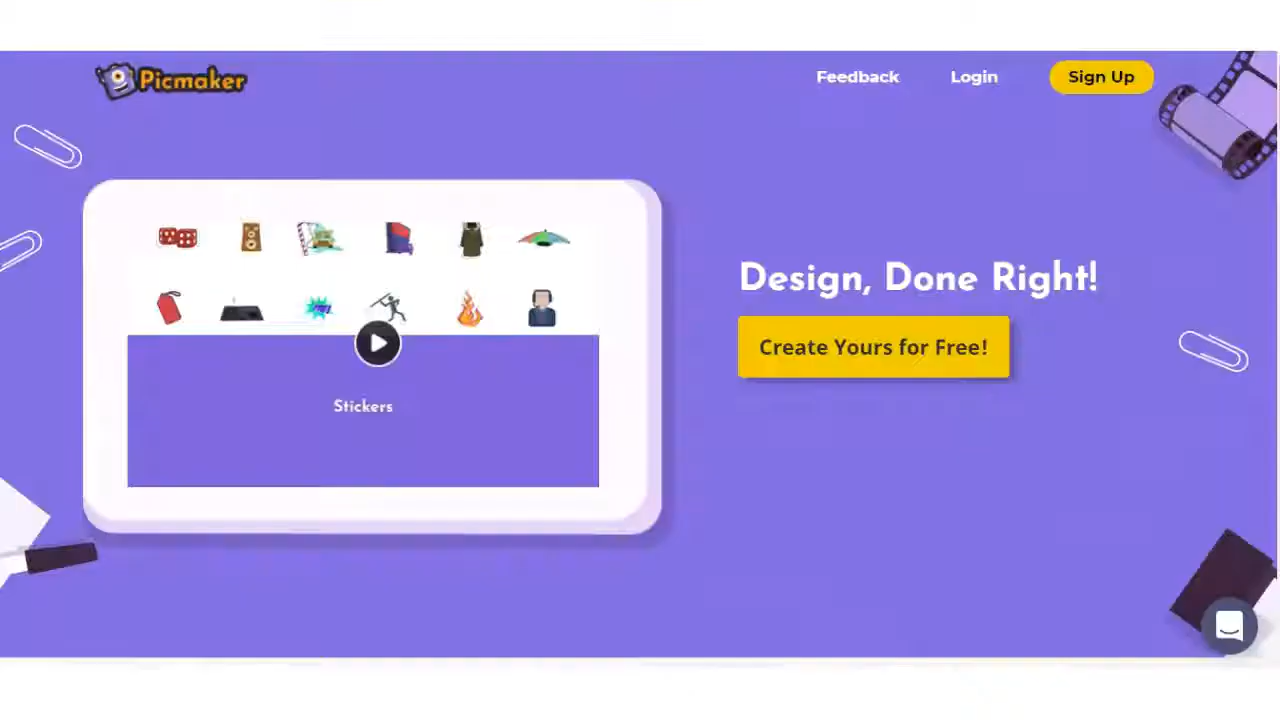 Picmaker
Feedback
Login
Sign Up
Design, Done Right!
Create Yours for Free!
Stickers